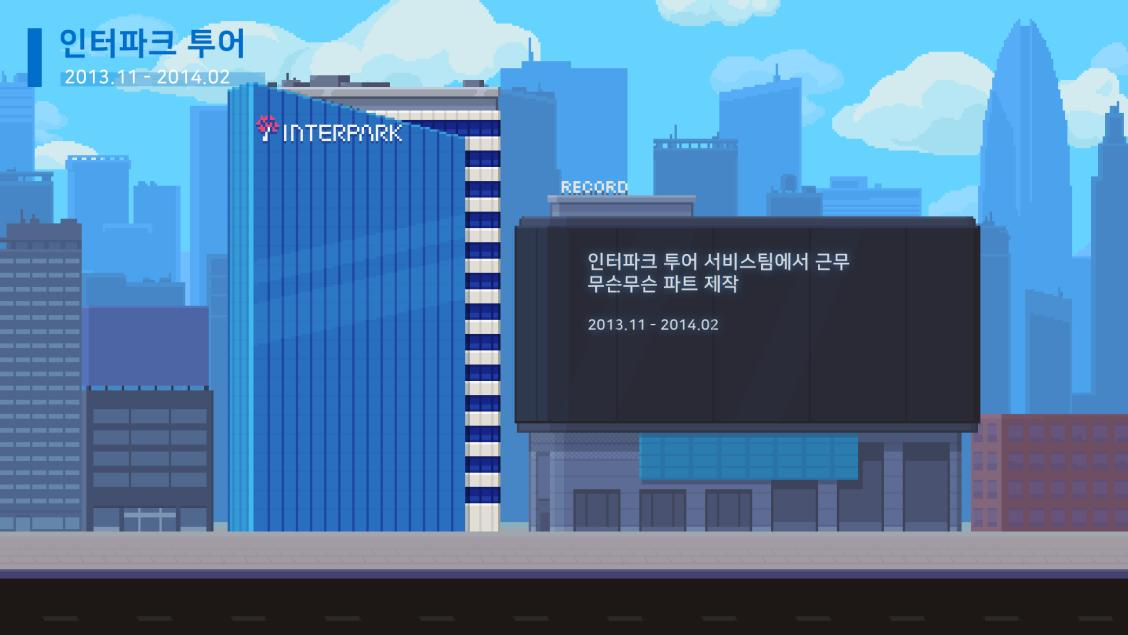 인터파크 투어
2013.11 - 2014.02
INTERPARK
RECORD
인터파크 투어 서비스팀에서 근무
무슨무슨 파트 제작
2013.11 - 2014.02